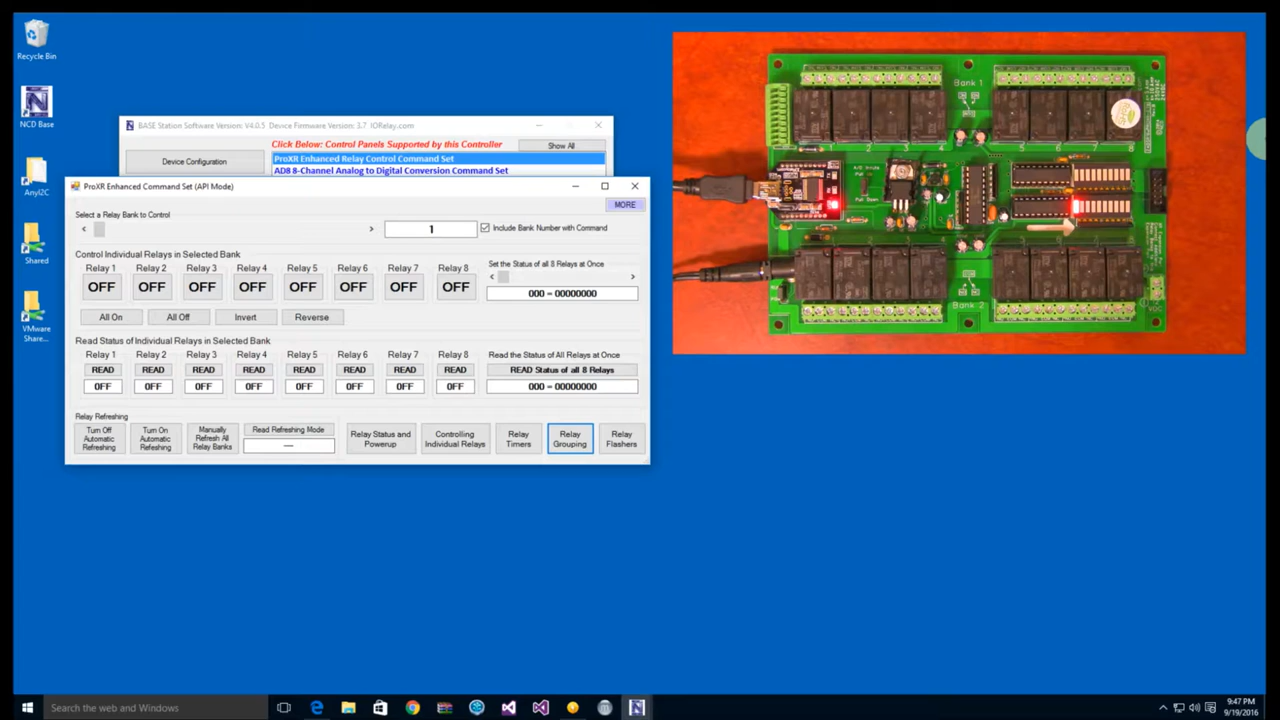 Recycle Bin
NCD Base
AnyI2C
Shared
VMware
Share...
BASE Station Software Version: V4.0.5 Device Firmware Version: 3.7 IORelay.com
Click Below: Control Panels Supported by this Controller
Show All
Device Configuration
ProXR Enhanced Relay Control Command Set
AD8 8-Channel Analog to Digital Conversion Command Set
ProXR Enhanced Command Set (API Mode)
MORE
Select a Relay Bank to Control
1
Include Bank Number with Command
Control Individual Relays in Selected Bank
Relay 1 Relay 2 Relay 3 Relay 4 Relay 5 Relay 6 Relay 7 Relay 8
OFF OFF OFF OFF OFF OFF OFF OFF
Set the Status of all 8 Relays at Once
000 = 00000000
All On All Off Invert Reverse
Read Status of Individual Relays in Selected Bank
Relay 1 Relay 2 Relay 3 Relay 4 Relay 5 Relay 6 Relay 7 Relay 8
READ READ READ READ READ READ READ READ
OFF OFF OFF OFF OFF OFF OFF OFF
Read the Status of All Relays at Once
READ Status of all 8 Relays
000 = 00000000
Relay Refreshing
Turn Off
Automatic
Refreshing
Turn On
Automatic
Refeshing
Manually
Refresh All
Relay Banks
Read Refreshing Mode
---
Relay Status and
Powerup
Controlling
Individual Relays
Relay
Timers
Relay
Grouping
Relay
Flashers
Bank 1
A/D Inputs
Pull Down
Bank 2
Search the web and Windows
9:47 PM
9/19/2016